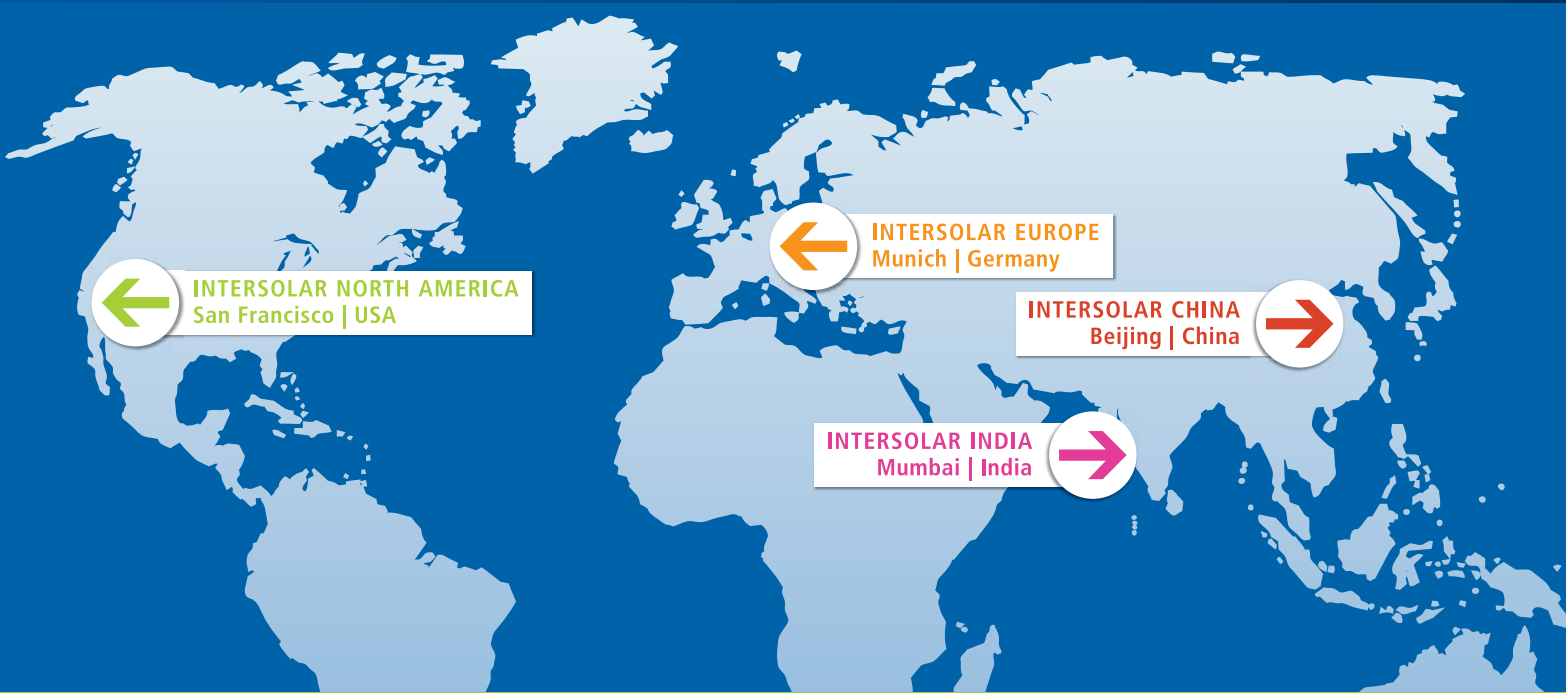 INTERSOLAR EUROPE
Munich | Germany
INTERSOLAR NORTH AMERICA
San Francisco | USA
INTERSOLAR CHINA
Beijing | China
INTERSOLAR INDIA
Mumbai | India